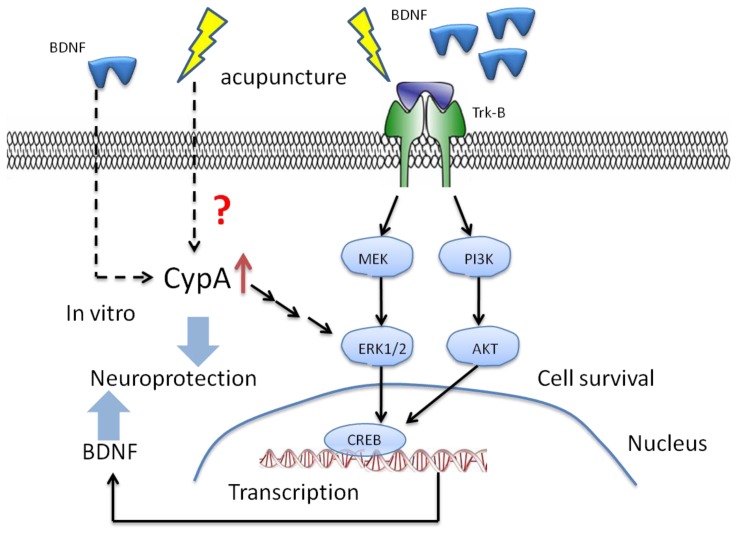 BDNF
BDNF
acupuncture
Trk-B
?
MEK
PI3K
CypA
In vitro
ERK1/2
AKT
Neuroprotection
Cell survival
CREB
Nucleus
BDNF
Transcription